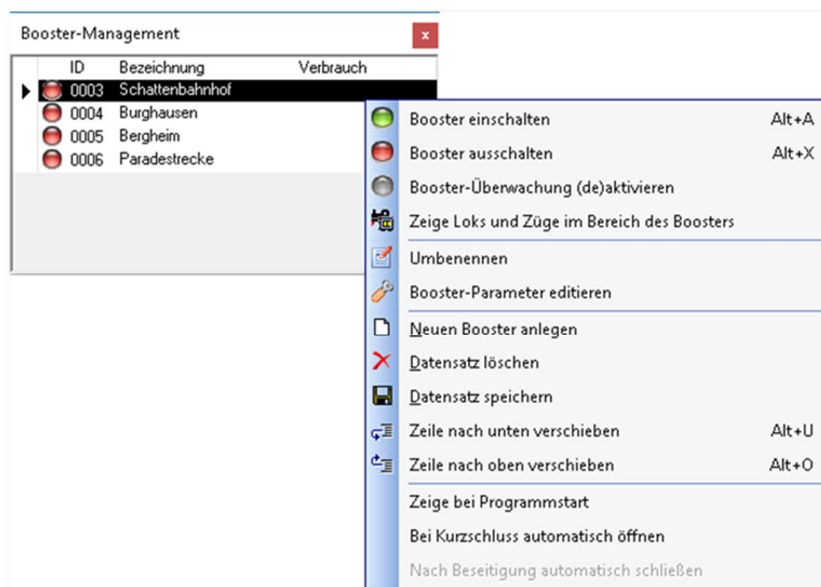 Booster-Management
x
ID Bezeichnung Verbrauch
0003 Schattenbahnhof
0004 Burghausen
0005 Bergheim
0006 Paradestrecke
Booster einschalten Alt+A
Booster ausschalten Alt+X
Booster-Überwachung (de)aktivieren
Zeige Loks und Züge im Bereich des Boosters
Umbenennen
Booster-Parameter editieren
Neuen Booster anlegen
Datensatz löschen
Datensatz speichern
Zeile nach unten verschieben Alt+U
Zeile nach oben verschieben Alt+O
Zeige bei Programmstart
Bei Kurzschluss automatisch öffnen
Nach Beseitigung automatisch schließen